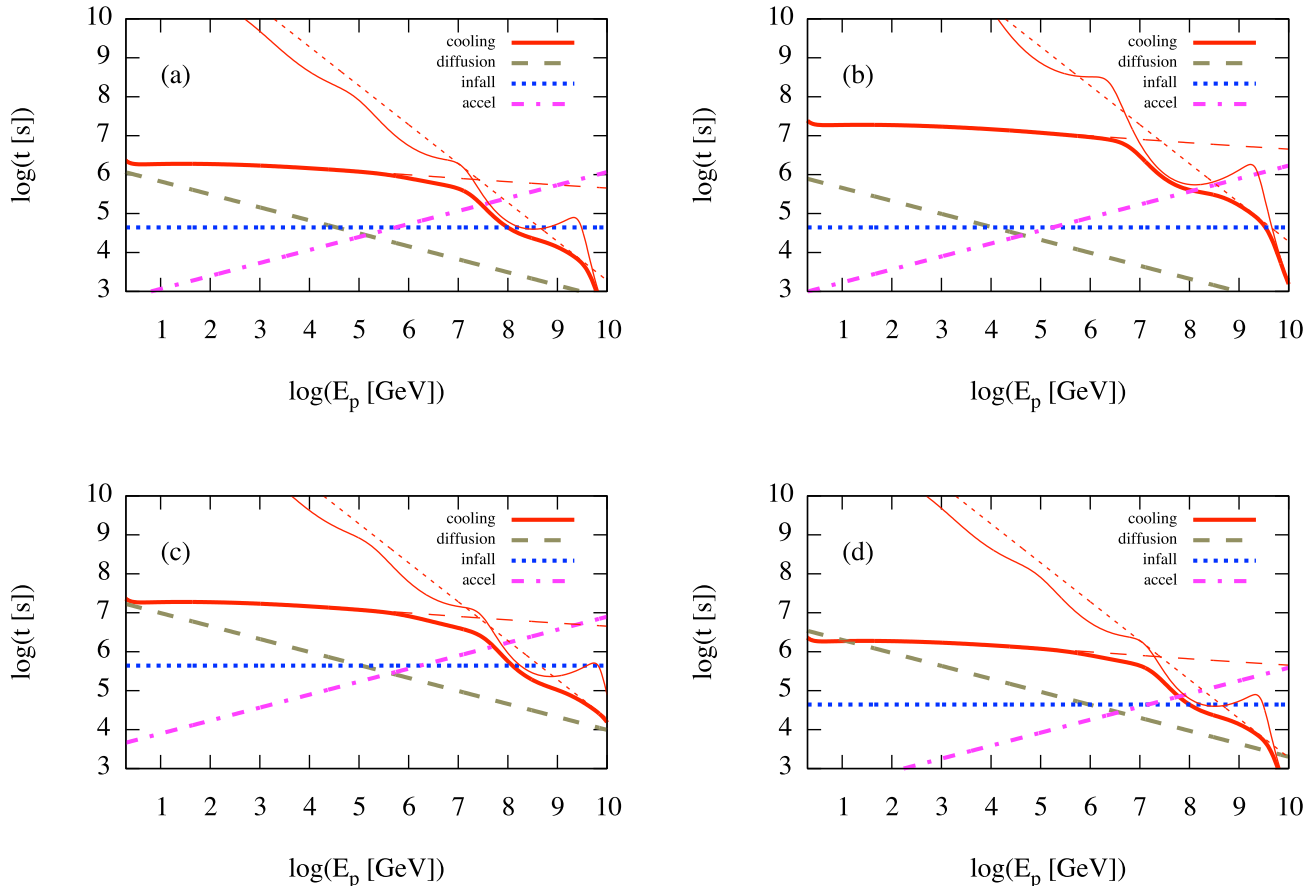 10
9
8
7
6
5
4
3
log(t [s])
(a)
cooling
diffusion
infall
accel
1 2 3 4 5 6 7 8 9 10
log(E_p [GeV])
10
9
8
7
6
5
4
3
log(t [s])
(b)
cooling
diffusion
infall
accel
1 2 3 4 5 6 7 8 9 10
log(E_p [GeV])
10
9
8
7
6
5
4
3
log(t [s])
(c)
cooling
diffusion
infall
accel
1 2 3 4 5 6 7 8 9 10
log(E_p [GeV])
10
9
8
7
6
5
4
3
log(t [s])
(d)
cooling
diffusion
infall
accel
1 2 3 4 5 6 7 8 9 10
log(E_p [GeV])